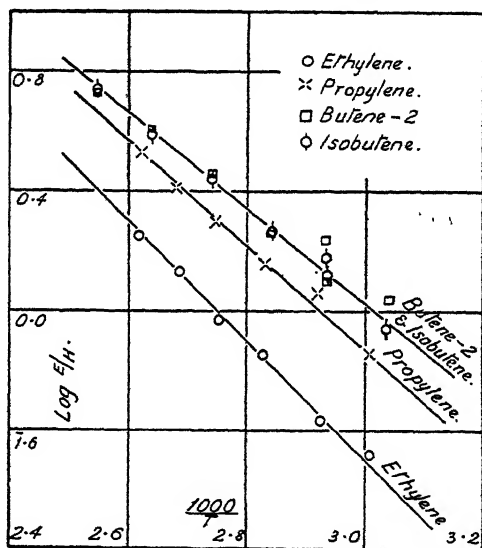 0.8
○ Ethylene.
× Propylene.
□ Butene-2
Isobutene.
0.4
0.0
Butene-2
& Isobutene.
Propylene.
Log E/H.
1̄.6
Ethylene
1000
T
2.4 2.6 2.8 3.0 3.2